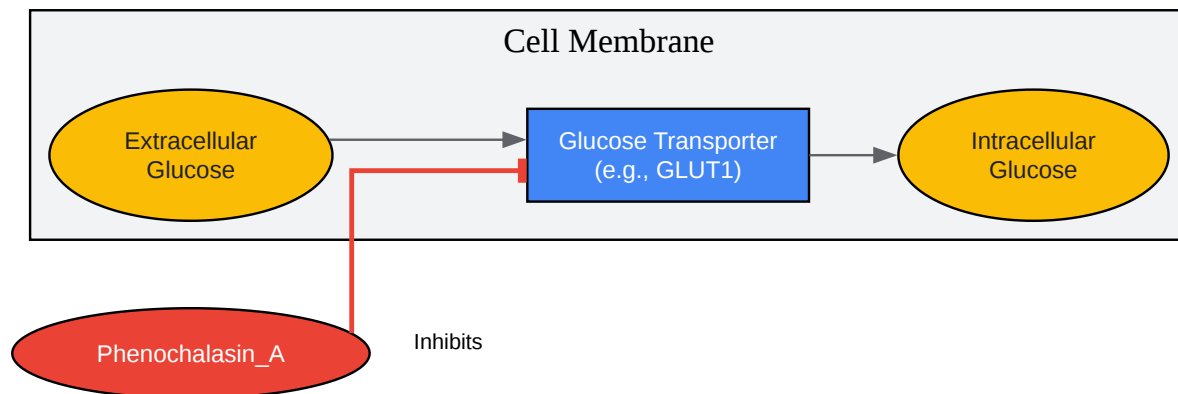 Cell Membrane
Extracellular
Glucose
Glucose Transporter
(e.g., GLUT1)
Intracellular
Glucose
Phenochalasin_A
Inhibits